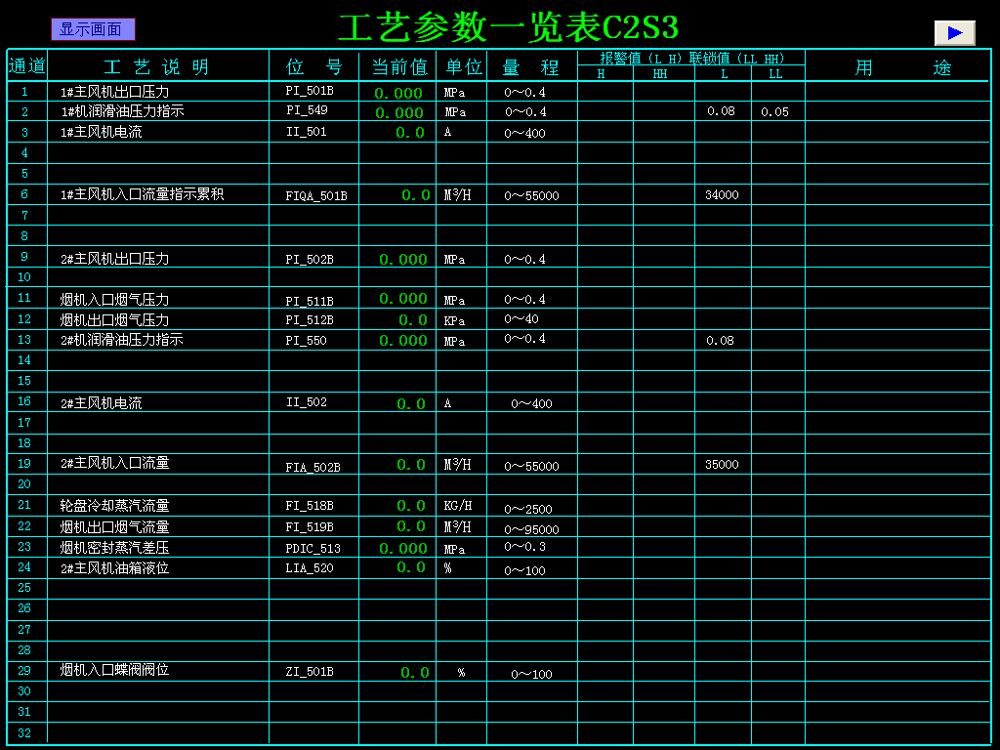 显示画面
工艺参数一览表C2S3
通道 工艺说明 位号 当前值 单位 量程 报警值(L H) 联锁值(LL HH) 用途
H HH L LL
1 1#主风机出口压力 PI_501B 0.000 MPa 0～0.4
2 1#机润滑油压力指示 PI_549 0.000 MPa 0～0.4 0.08 0.05
3 1#主风机电流 II_501 0.0 A 0～400
4
5
6 1#主风机入口流量指示累积 FIQA_501B 0.0 M³/H 0～55000 34000
7
8
9 2#主风机出口压力 PI_502B 0.000 MPa 0～0.4
10
11 烟机入口烟气压力 PI_511B 0.000 MPa 0～0.4
12 烟机出口烟气压力 PI_512B 0.0 KPa 0～40
13 2#机润滑油压力指示 PI_550 0.000 MPa 0～0.4 0.08
14
15
16 2#主风机电流 II_502 0.0 A 0～400
17
18
19 2#主风机入口流量 FIA_502B 0.0 M³/H 0～55000 35000
20
21 轮盘冷却蒸汽流量 FI_518B 0.0 KG/H 0～2500
22 烟机出口烟气流量 FI_519B 0.0 M³/H 0～95000
23 烟机密封蒸汽差压 PDIC_513 0.000 MPa 0～0.3
24 2#主风机油箱液位 LIA_520 0.0 % 0～100
25
26
27
28
29 烟机入口蝶阀阀位 ZI_501B 0.0 % 0～100
30
31
32